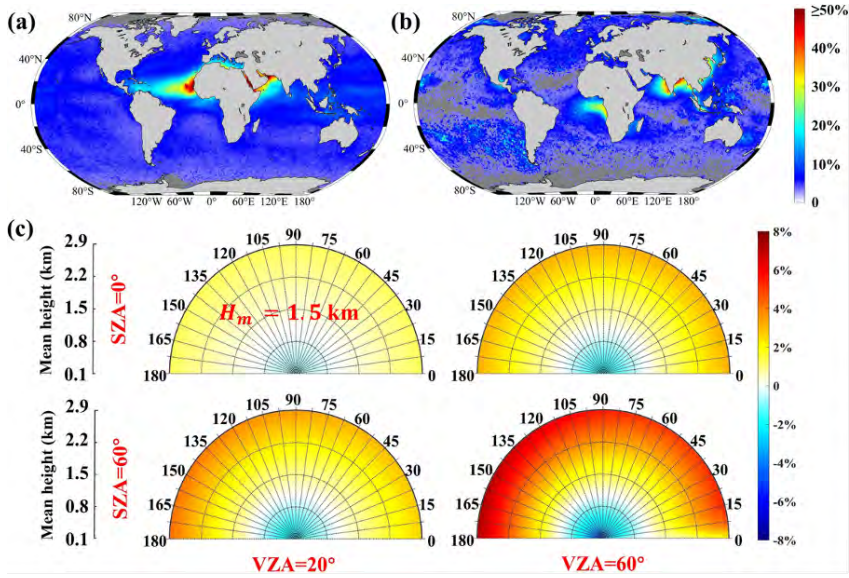 (a)
(b)
80°N
80°N
40°N
40°N
0°
0°
40°S
40°S
80°S
80°S
120°W 60°W 0° 60°E 120°E 180°
120°W 60°W 0° 60°E 120°E 180°
≥50%
40%
30%
20%
10%
0
(c)
Mean height (km)
2.9
2.2
1.5
0.8
0.1
SZA=0°
180 165 150 135 120 105 90 75 60 45 30 15 0
H_m = 1.5 km
180 165 150 135 120 105 90 75 60 45 30 15 0
8%
6%
4%
2%
0
-2%
-4%
-6%
-8%
Mean height (km)
2.9
2.2
1.5
0.8
0.1
SZA=60°
180 165 150 135 120 105 90 75 60 45 30 15 0
180 165 150 135 120 105 90 75 60 45 30 15 0
VZA=20°
VZA=60°